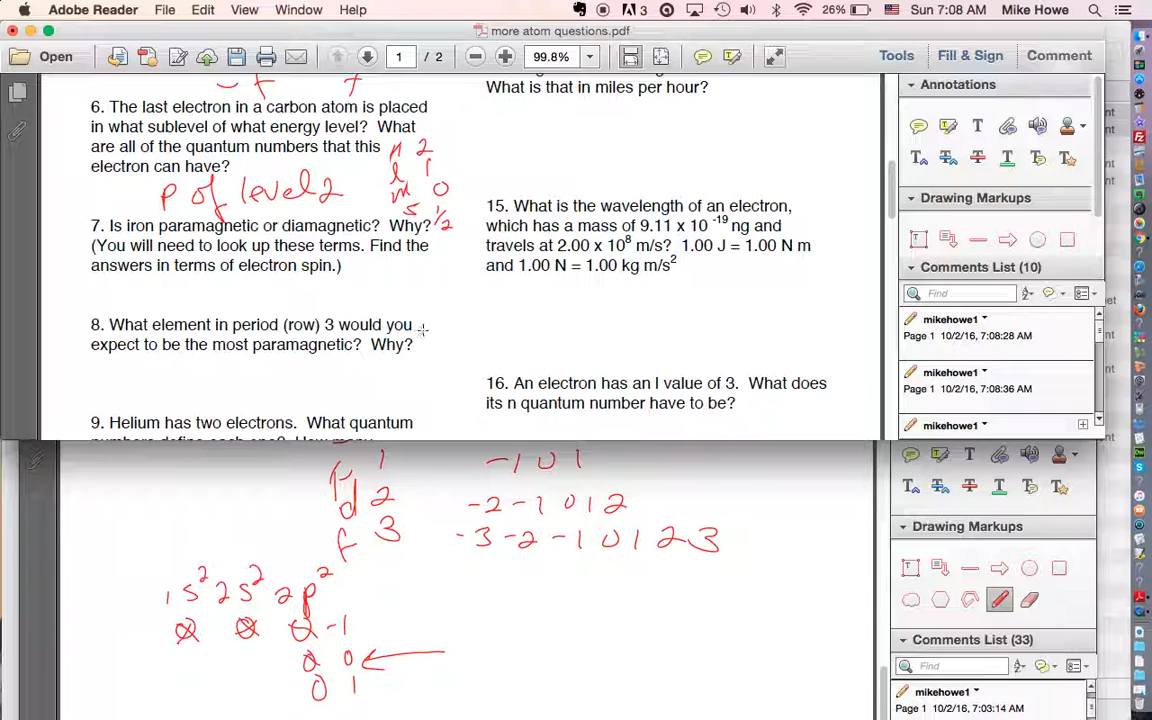 Adobe Reader File Edit View Window Help 3 26% Sun 7:08 AM Mike Howe
more atom questions.pdf
Open 1 / 2 99.8% Tools Fill & Sign Comment
6. The last electron in a carbon atom is placed
in what sublevel of what energy level? What
are all of the quantum numbers that this
electron can have?
n 2
l 1
m 0
s 1/2
p of level 2
7. Is iron paramagnetic or diamagnetic? Why?
(You will need to look up these terms. Find the
answers in terms of electron spin.)
8. What element in period (row) 3 would you
expect to be the most paramagnetic? Why?
9. Helium has two electrons. What quantum
What is that in miles per hour?
15. What is the wavelength of an electron,
which has a mass of 9.11 x 10 -19 ng and
travels at 2.00 x 108 m/s? 1.00 J = 1.00 N m
and 1.00 N = 1.00 kg m/s2
16. An electron has an l value of 3. What does
its n quantum number have to be?
Annotations
Drawing Markups
Comments List (10)
Find
mikehowe1
Page 1 10/2/16, 7:08:28 AM
mikehowe1
Page 1 10/2/16, 7:08:36 AM
mikehowe1
p 1 -1 0 1
d 2 -2 -1 0 1 2
f 3 -3 -2 -1 0 1 2 3
1s2 2s2 2p2
0 0 0 -1
0 0
0 1
Drawing Markups
Comments List (33)
Find
mikehowe1
Page 1 10/2/16, 7:03:14 AM